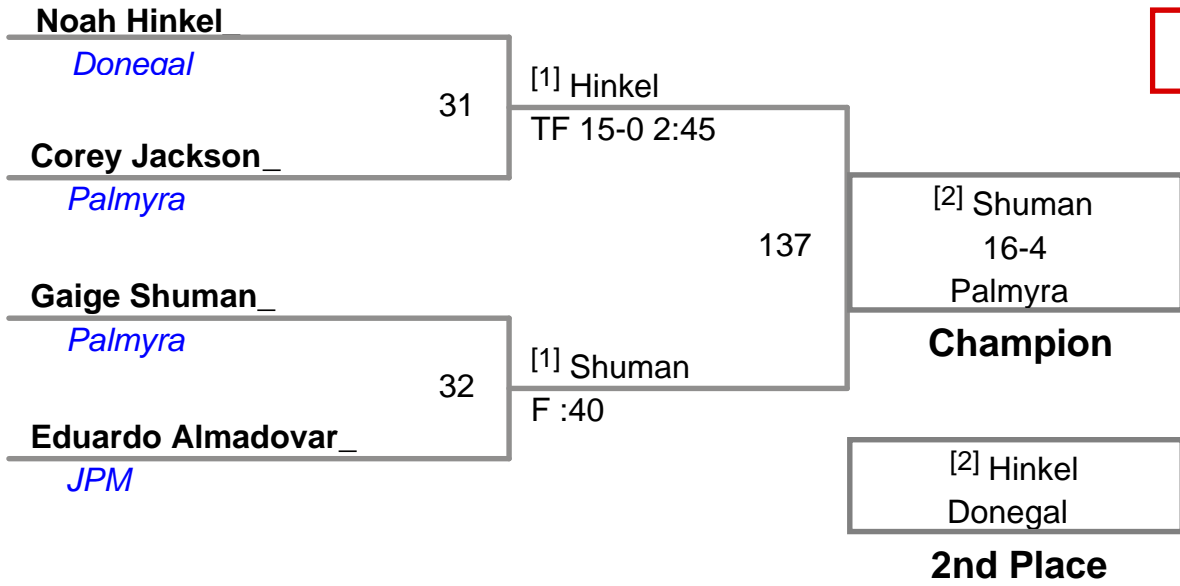 Noah Hinkel_
Donegal
31
[1] Hinkel
TF 15-0 2:45
Corey Jackson_
Palmyra
137
[2] Shuman
16-4
Palmyra
Champion
Gaige Shuman_
Palmyra
32
[1] Shuman
F :40
Eduardo Almadovar_
JPM
[2] Hinkel
Donegal
2nd Place